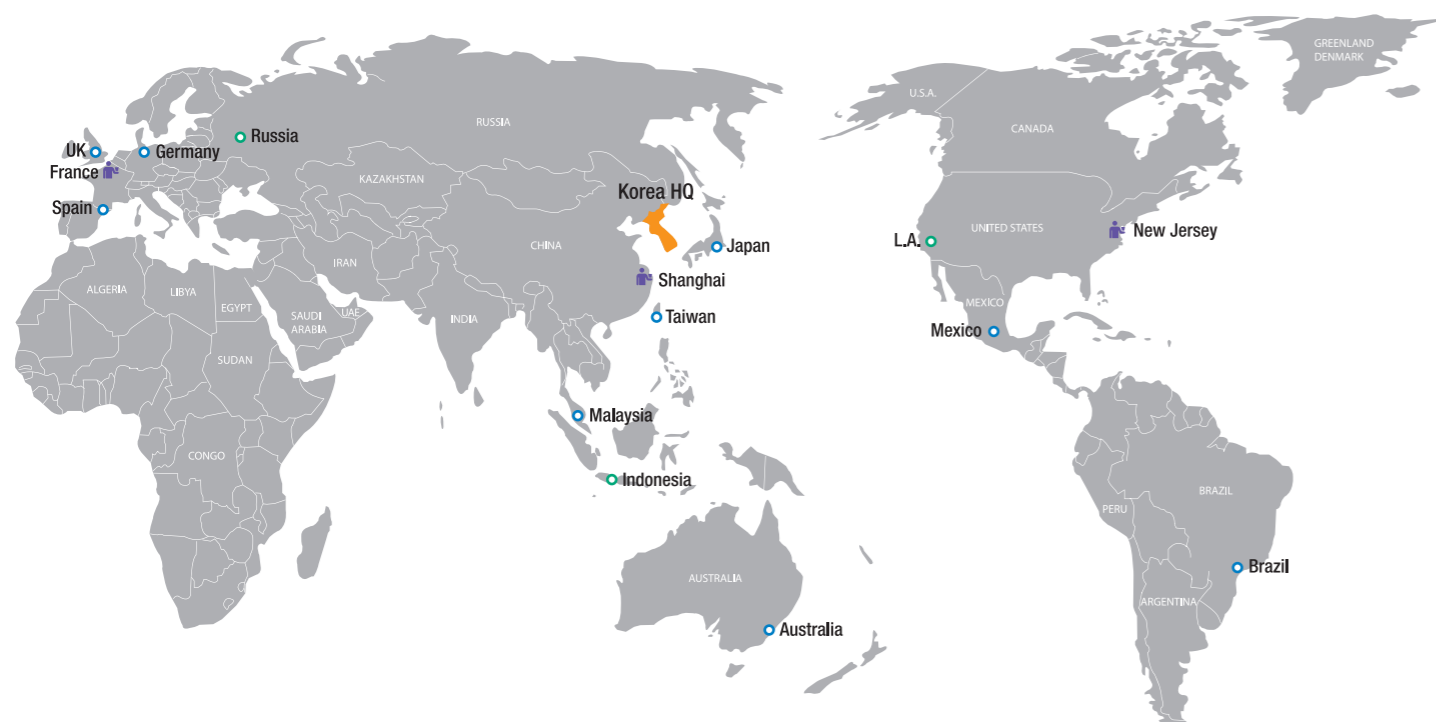 GREENLAND
DENMARK
U.S.A.
CANADA
RUSSIA
Russia
UK
Germany
France
KAZAKHSTAN
Korea HQ
Spain
UNITED STATES
New Jersey
L.A.
CHINA
Japan
IRAN
Shanghai
ALGERIA
LIBYA
EGYPT
SAUDI
ARABIA
UAE
INDIA
Taiwan
MEXICO
Mexico
SUDAN
Malaysia
CONGO
Indonesia
BRAZIL
PERU
Brazil
AUSTRALIA
ARGENTINA
Australia